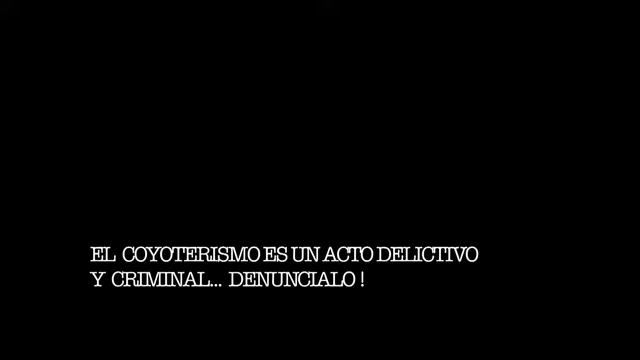 EL COYOTERISMO ES UN ACTO DELICTIVO
Y CRIMINAL... DENUNCIALO !